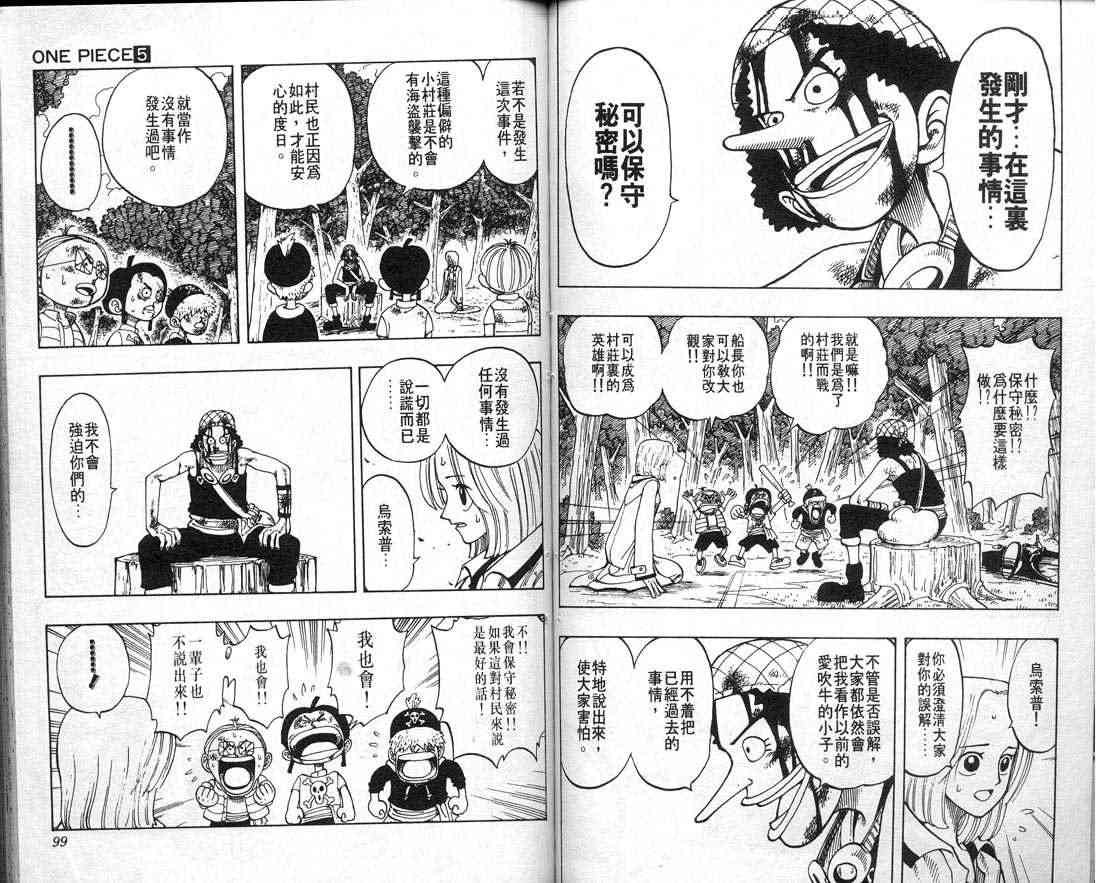 剛才…在這裏
發生的事情…
可以保守
秘密嗎?
什麼!?
保守秘密!?
爲什麼要這樣
做!?
就是嘛!!
我們是爲了
村莊而戰
的啊!!
船長你也
可以教大
家對你改
觀!!
可以成爲
村莊裏的
英雄啊!!
烏索普!
你必須澄清大家
對你的誤解……
不管是否誤解,
大家都依然會
把我看作以前的
愛吹牛的小子。
用不着把
已經過去的
事情,
特地說出來,
使大家害怕。
ONE PIECE 5
若不是發生
這次事件,
這種偏僻的
小村莊是不會
有海盜襲擊的。
村民也正因爲
如此,才能安
心的度日。
就當作
沒有事情
發生過吧。
…………
沒有發生過
任何事情…
一切都是
說謊而已
……
烏索普…
我不會
強迫你們的…
不!!
我會保守秘密!!
如果這對村民來說
是最好的話!
我也會!
我也會!!
一輩子也
不說出來!!
……!
99